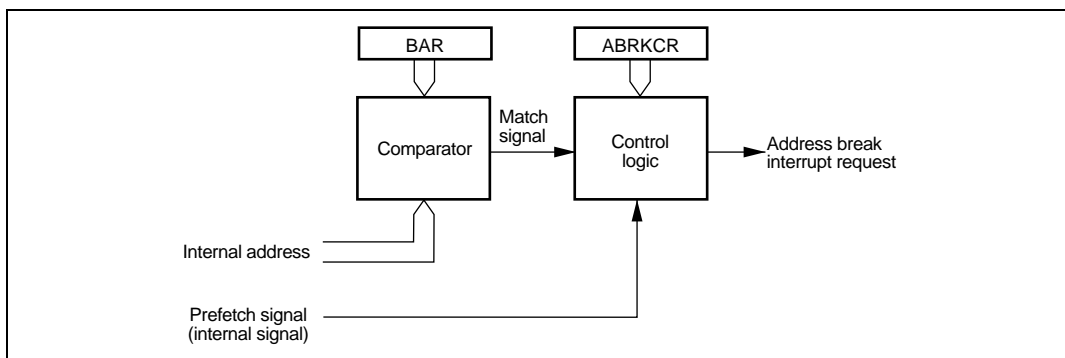 BAR
ABRKCR
Comparator
Match
signal
Control
logic
Address break
interrupt request
Internal address
Prefetch signal
(internal signal)